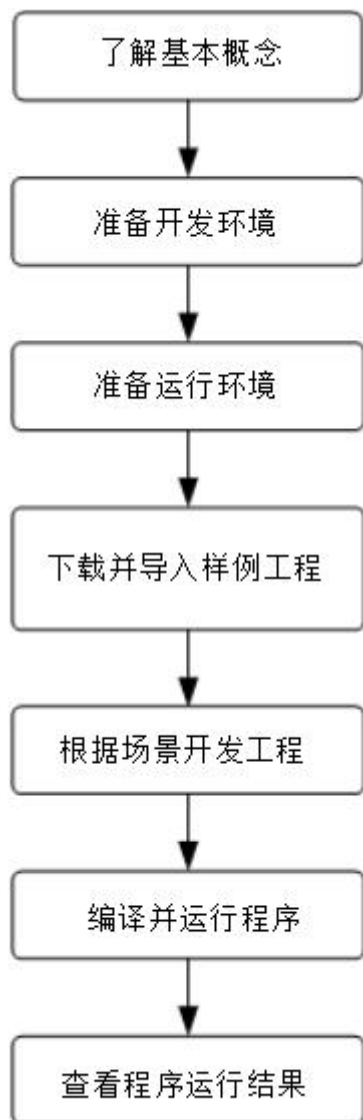 了解基本概念
准备开发环境
准备运行环境
下载并导入样例工程
根据场景开发工程
编译并运行程序
查看程序运行结果